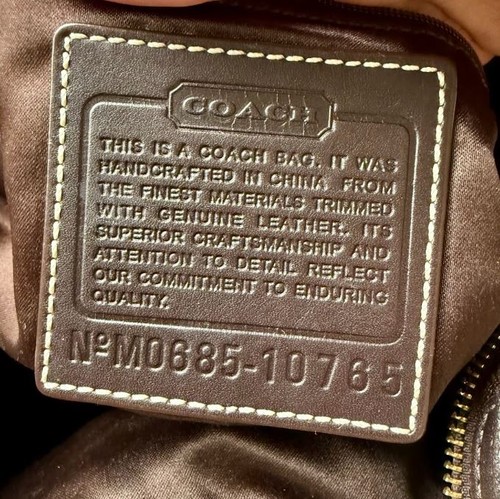 COACH
THIS IS A COACH BAG. IT WAS
HANDCRAFTED IN CHINA FROM
THE FINEST MATERIALS TRIMMED
WITH GENUINE LEATHER. ITS
SUPERIOR CRAFTSMANSHIP AND
ATTENTION TO DETAIL REFLECT
OUR COMMITMENT TO ENDURING
QUALITY.
NºM0685-10765